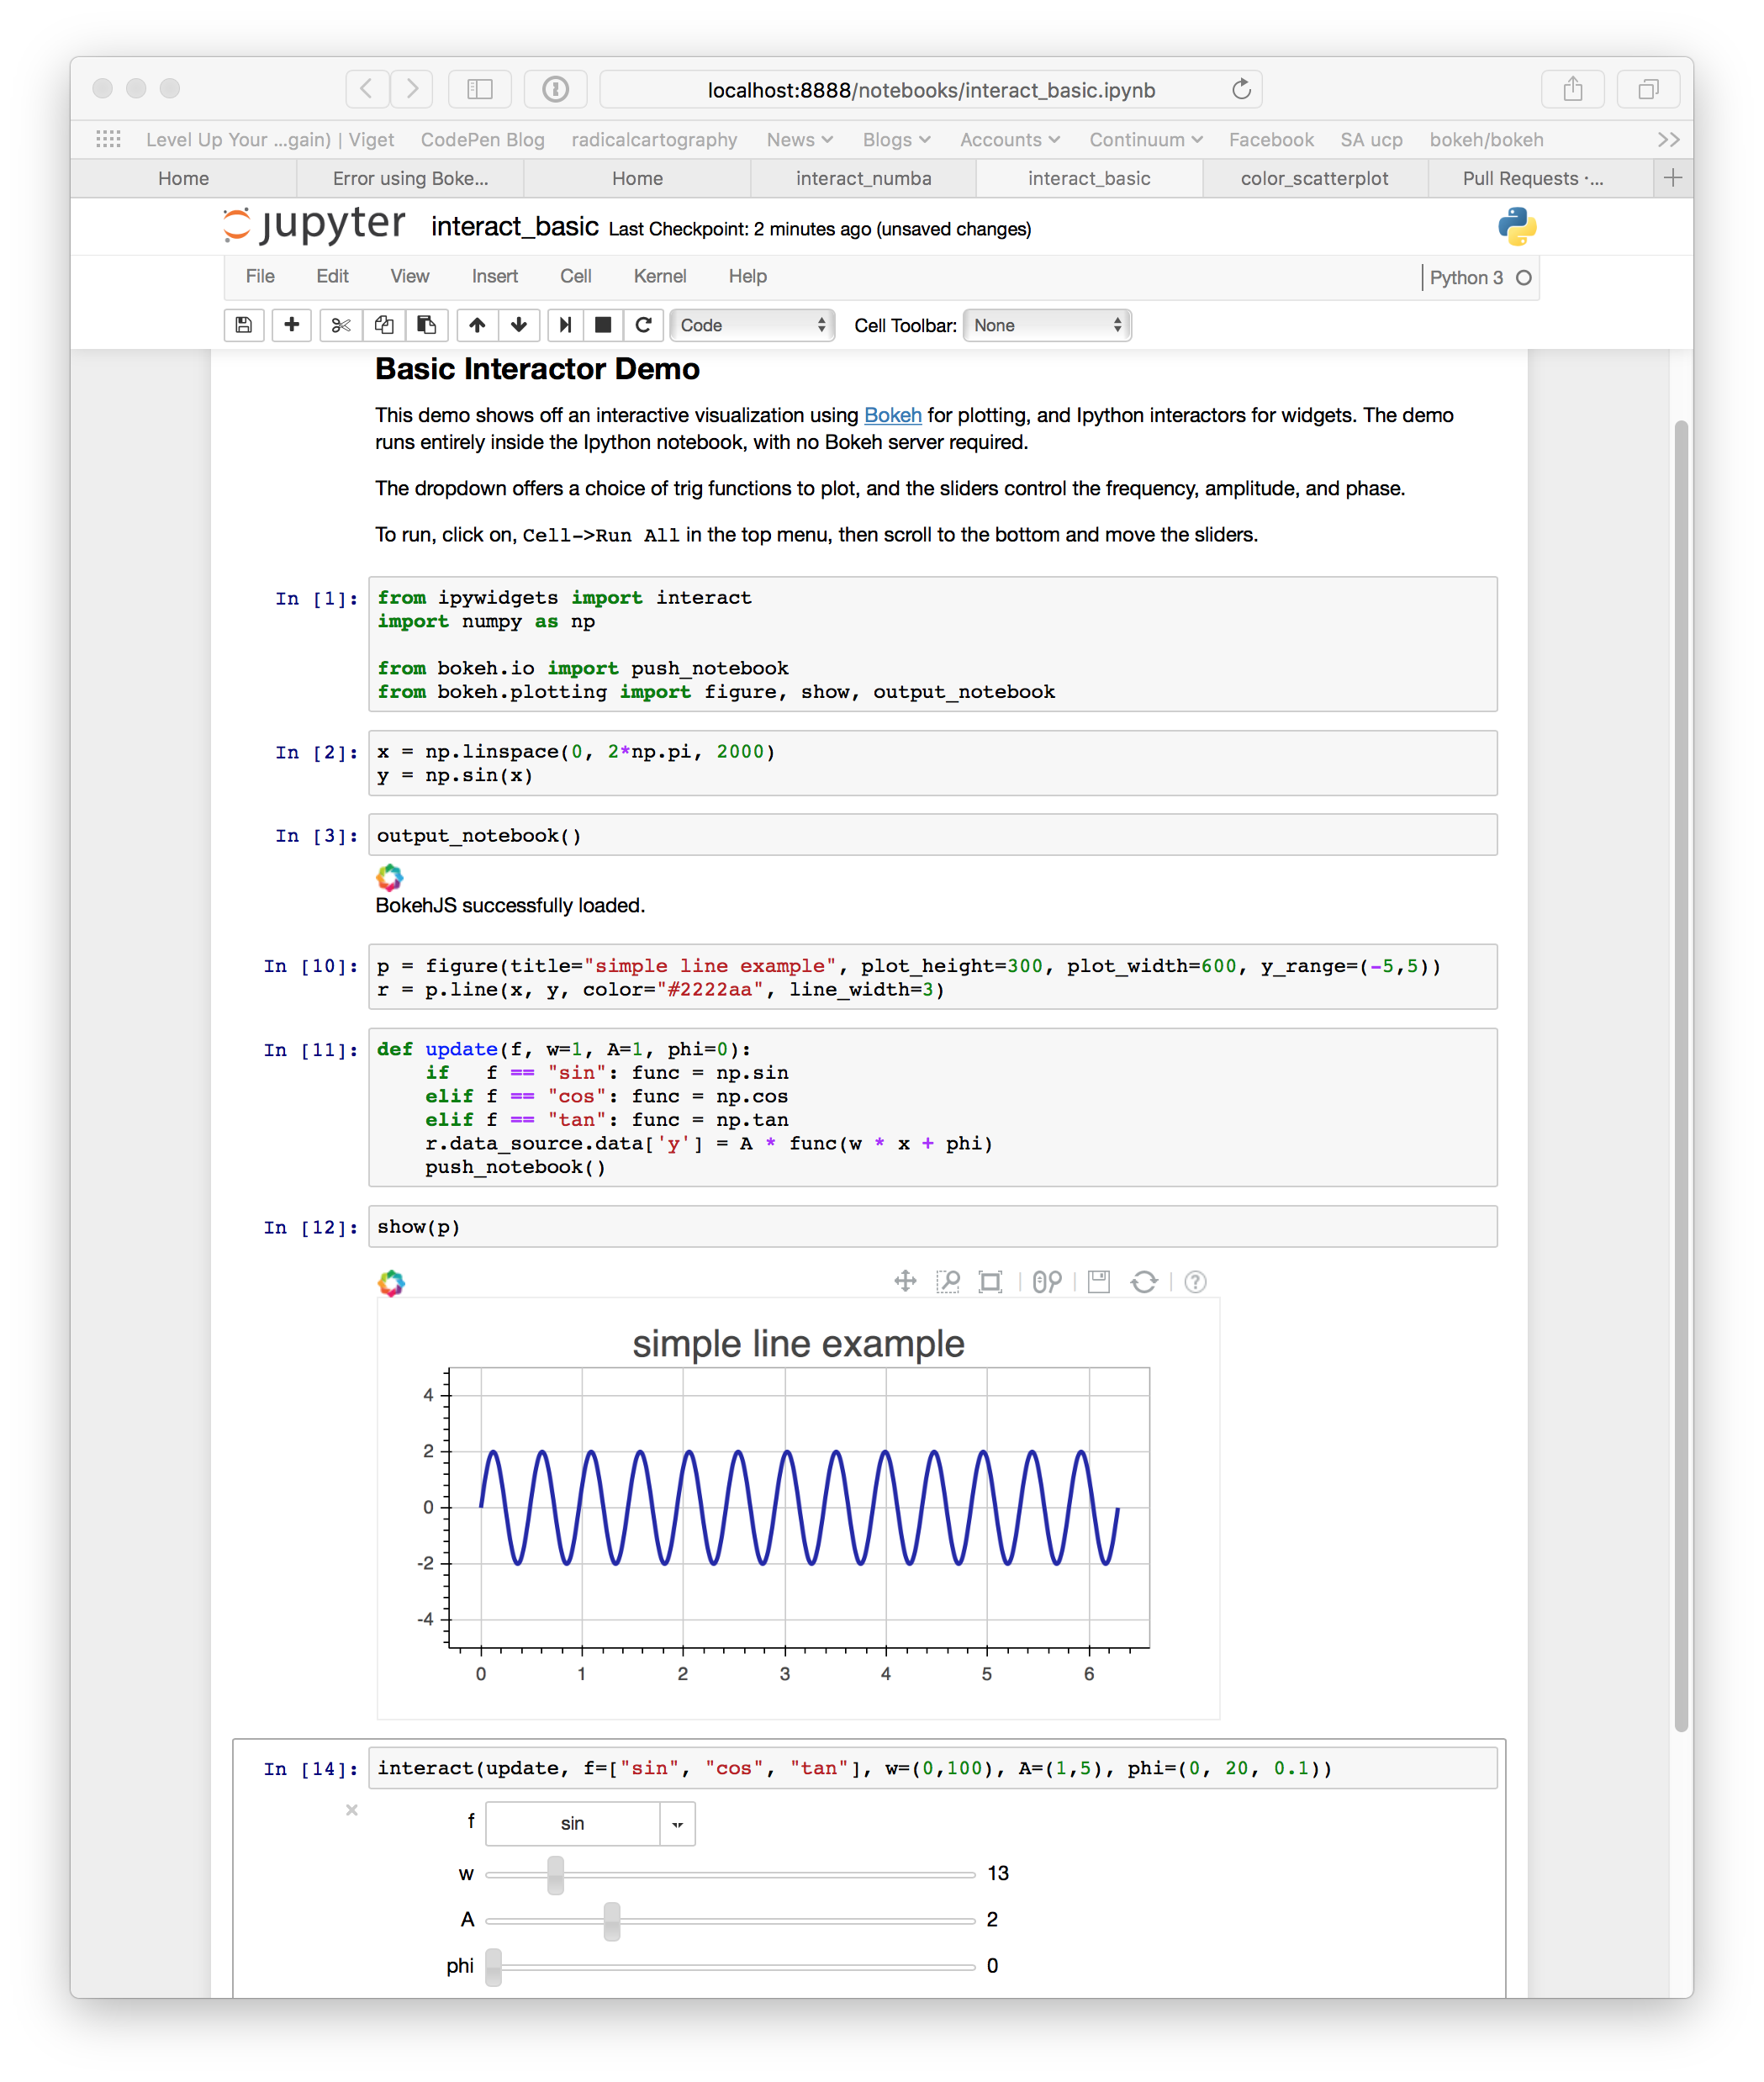 localhost:8888/notebooks/interact_basic.ipynb
Level Up Your ...gain) | Viget CodePen Blog radicalcartography News Blogs Accounts Continuum Facebook SA ucp bokeh/bokeh
Home Error using Boke... Home interact_numba interact_basic color_scatterplot Pull Requests ·...
jupyter interact_basic Last Checkpoint: 2 minutes ago (unsaved changes)
File Edit View Insert Cell Kernel Help Python 3
Code Cell Toolbar: None
Basic Interactor Demo
This demo shows off an interactive visualization using Bokeh for plotting, and Ipython interactors for widgets. The demo
runs entirely inside the Ipython notebook, with no Bokeh server required.
The dropdown offers a choice of trig functions to plot, and the sliders control the frequency, amplitude, and phase.
To run, click on, Cell->Run All in the top menu, then scroll to the bottom and move the sliders.
In [1]: from ipywidgets import interact
import numpy as np
from bokeh.io import push_notebook
from bokeh.plotting import figure, show, output_notebook
In [2]: x = np.linspace(0, 2*np.pi, 2000)
y = np.sin(x)
In [3]: output_notebook()
BokehJS successfully loaded.
In [10]: p = figure(title="simple line example", plot_height=300, plot_width=600, y_range=(-5,5))
r = p.line(x, y, color="#2222aa", line_width=3)
In [11]: def update(f, w=1, A=1, phi=0):
if   f == "sin": func = np.sin
elif f == "cos": func = np.cos
elif f == "tan": func = np.tan
r.data_source.data['y'] = A * func(w * x + phi)
push_notebook()
In [12]: show(p)
simple line example
4
2
0
-2
-4
0 1 2 3 4 5 6
In [14]: interact(update, f=["sin", "cos", "tan"], w=(0,100), A=(1,5), phi=(0, 20, 0.1))
f sin
w 13
A 2
phi 0